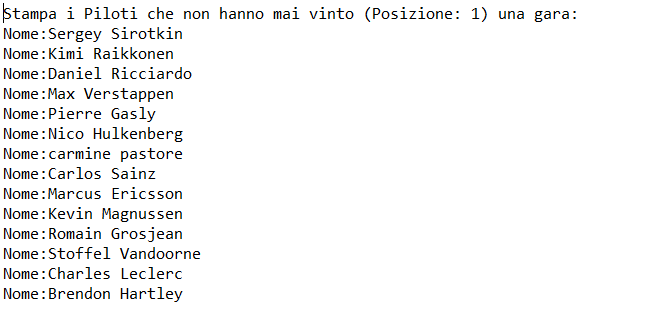 Stampa i Piloti che non hanno mai vinto (Posizione: 1) una gara:
Nome:Sergey Sirotkin
Nome:Kimi Raikkonen
Nome:Daniel Ricciardo
Nome:Max Verstappen
Nome:Pierre Gasly
Nome:Nico Hulkenberg
Nome:carmine pastore
Nome:Carlos Sainz
Nome:Marcus Ericsson
Nome:Kevin Magnussen
Nome:Romain Grosjean
Nome:Stoffel Vandoorne
Nome:Charles Leclerc
Nome:Brendon Hartley